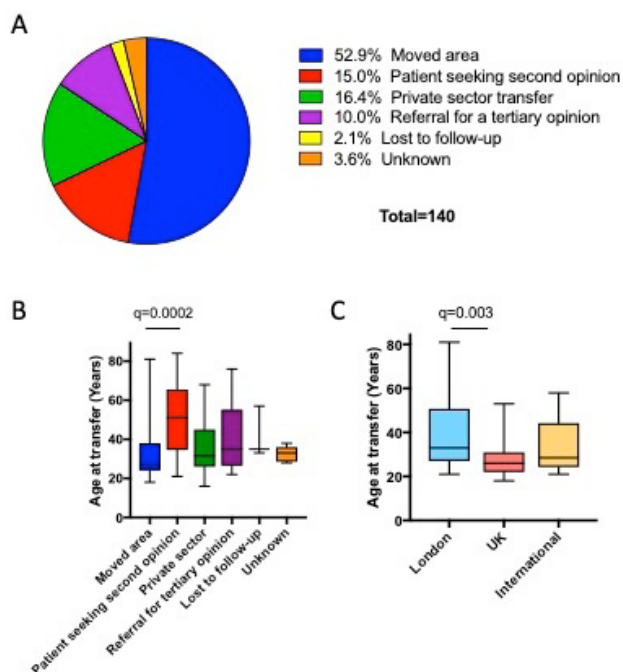 A
52.9% Moved area
15.0% Patient seeking second opinion
16.4% Private sector transfer
10.0% Referral for a tertiary opinion
2.1% Lost to follow-up
3.6% Unknown
Total=140
B
q=0.0002
Age at transfer (Years)
80
60
40
20
0
Moved area
Patient seeking second opinion
Private sector
Referral for tertiary opinion
Lost to follow-up
Unknown
C
q=0.003
Age at transfer (Years)
80
60
40
20
0
London
UK
International